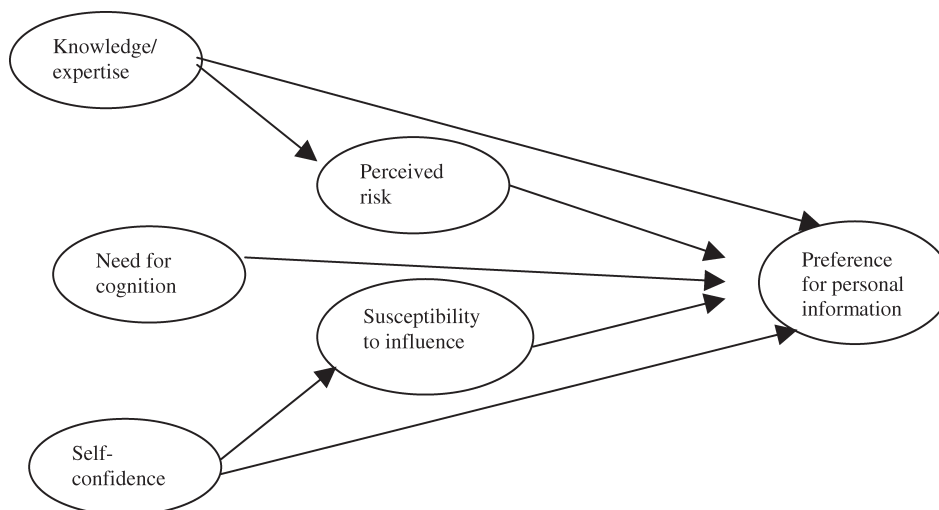 Knowledge/
expertise
Perceived
risk
Need for
cognition
Preference
for personal
information
Susceptibility
to influence
Self-
confidence